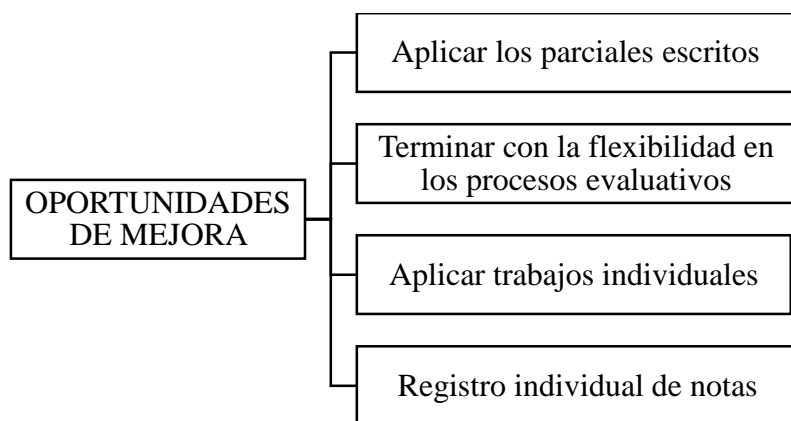 OPORTUNIDADES
DE MEJORA
Aplicar los parciales escritos
Terminar con la flexibilidad en
los procesos evaluativos
Aplicar trabajos individuales
Registro individual de notas